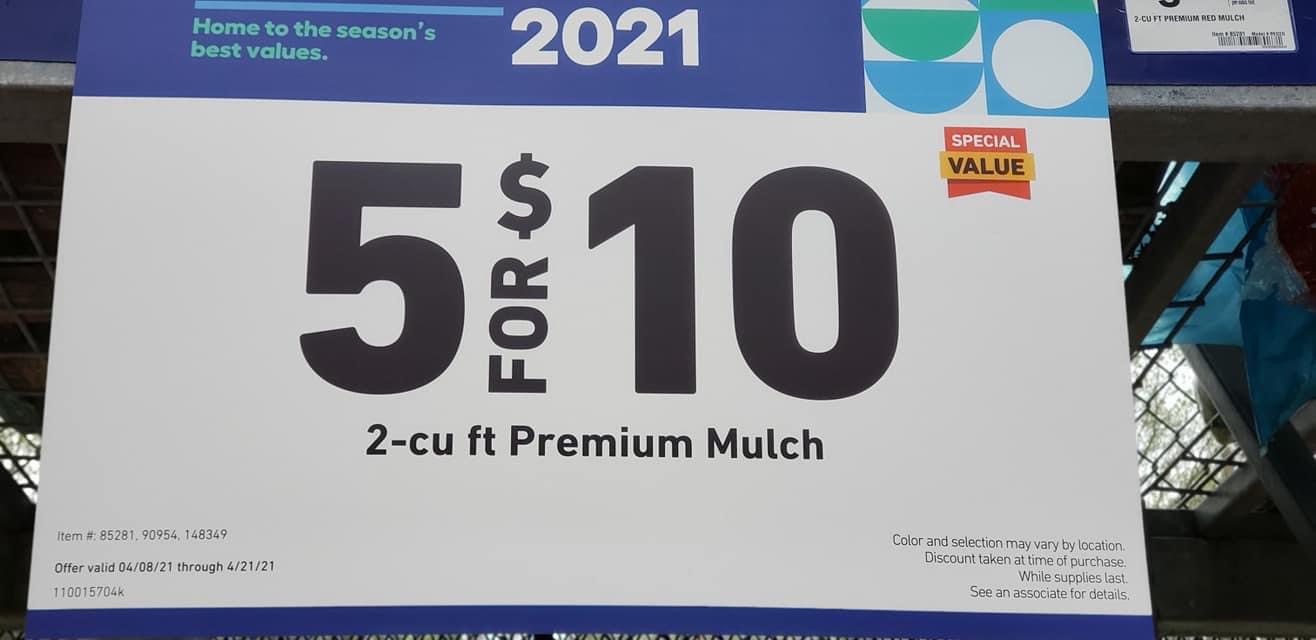 Home to the season's
best values.
2021
2-CU FT PREMIUM RED MULCH
SPECIAL
VALUE
5 FOR $10
2-cu ft Premium Mulch
Item #: 85281, 90954, 148349
Offer valid 04/08/21 through 4/21/21
110015704k
Color and selection may vary by location.
Discount taken at time of purchase.
While supplies last.
See an associate for details.